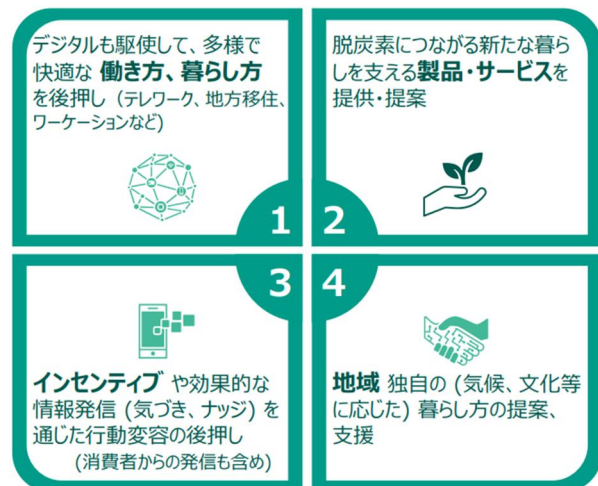 デジタルも駆使して、多様で
快適な 働き方、暮らし方
を後押し (テレワーク、地方移住、
ワーケーションなど)
1
脱炭素につながる新たな暮ら
しを支える製品・サービスを
提供・提案
2
3
インセンティブ や効果的な
情報発信 (気づき、ナッジ) を
通じた行動変容の後押し
(消費者からの発信も含め)
4
地域 独自の (気候、文化等
に応じた) 暮らし方の提案、
支援